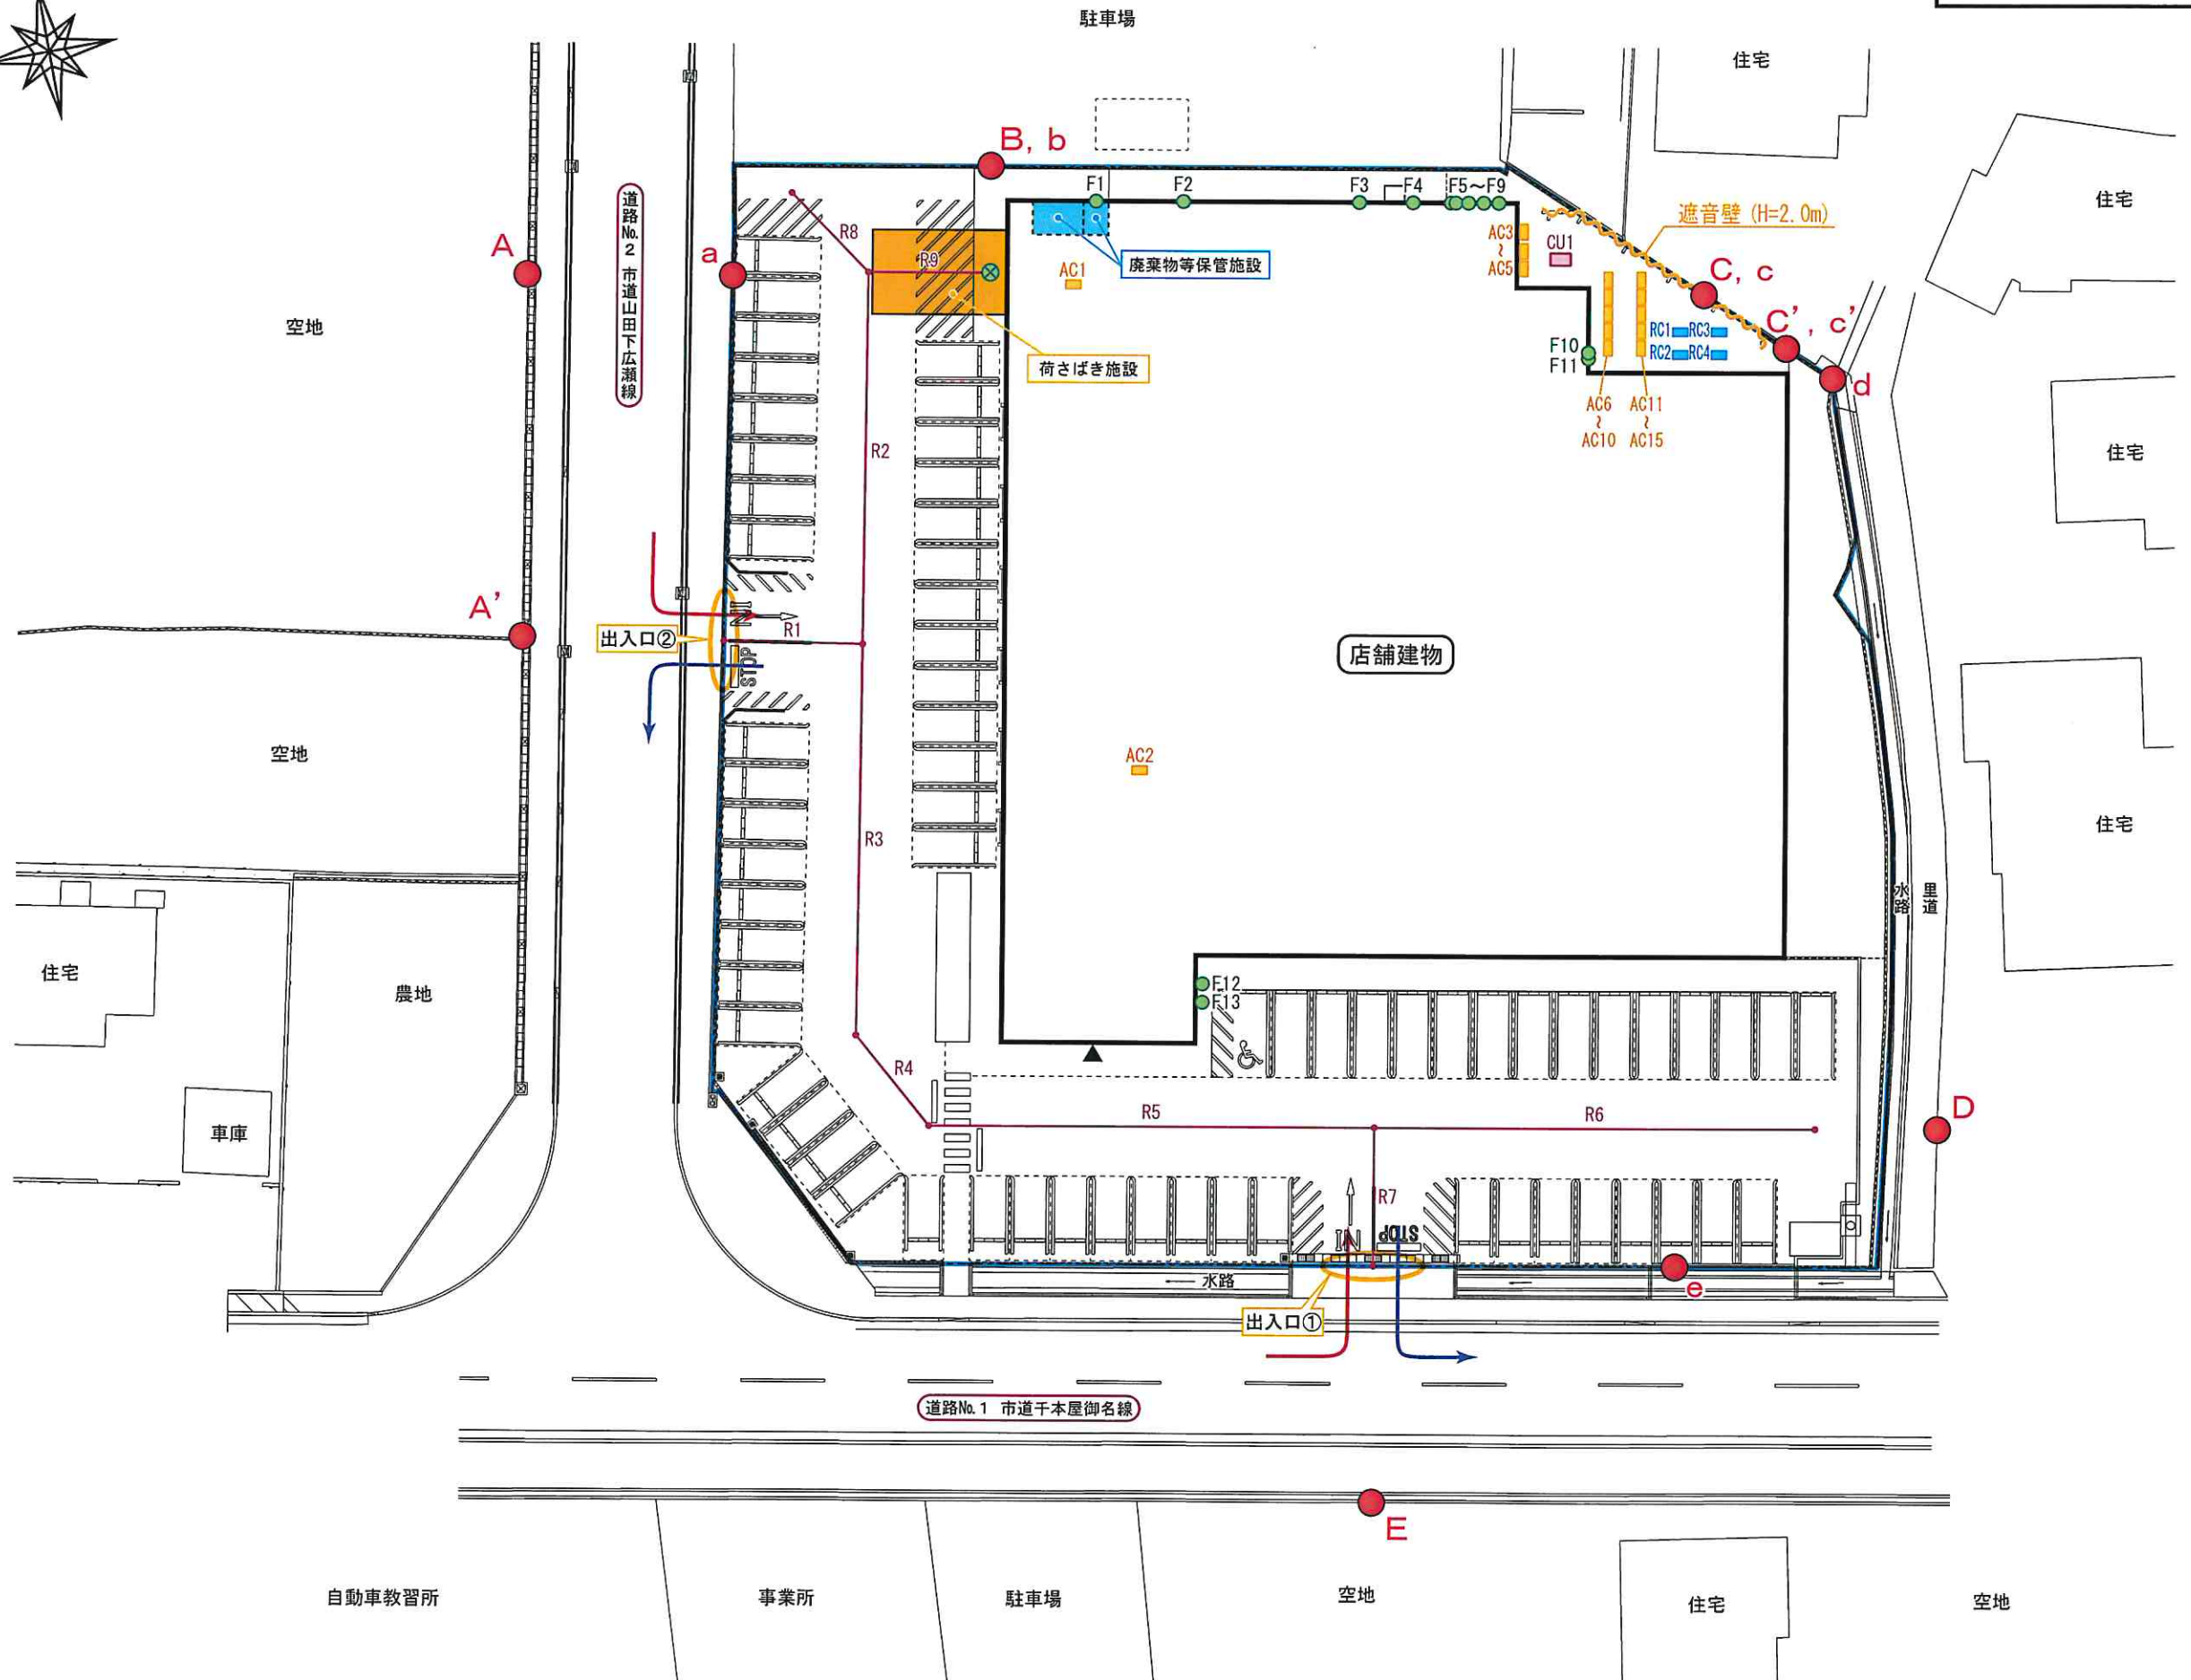 駐車場
住宅
B, b
住宅
F1
F2
F3
F4
F5～F9
遮音壁 (H=2.0m)
道路№2 市道山田下広瀬線
A
a
R8
R9
AC1
廃棄物等保管施設
AC3
～
AC5
CU1
C, c
空地
荷さばき施設
F10
F11
RC1
RC3
RC2
RC4
C', c'
d
AC6
～
AC10
AC11
～
AC15
R2
住宅
A'
出入口②
IN
R1
STOP
店舗建物
空地
AC2
R3
住宅
水路
里道
住宅
農地
F12
F13
R4
R5
R6
D
車庫
R7
IN
STOP
水路
e
出入口①
道路№1 市道千本屋御名線
E
自動車教習所
事業所
駐車場
空地
住宅
空地